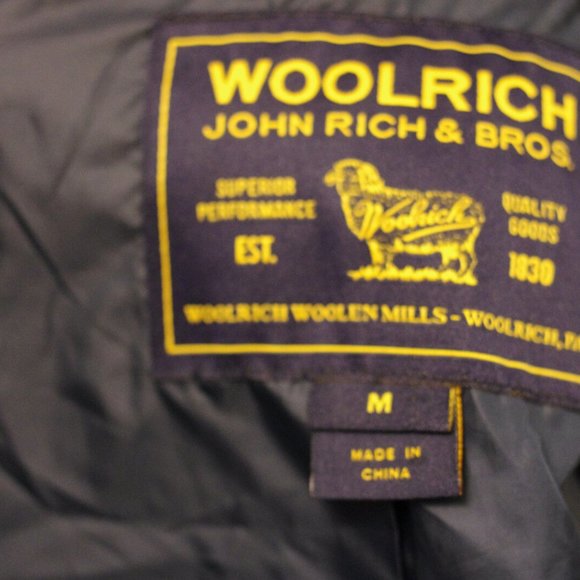 WOOLRICH
JOHN RICH & BROS.
SUPERIOR PERFORMANCE
Woolrich
QUALITY GOODS
EST.
1830
WOOLRICH WOOLEN MILLS - WOOLRICH, PA
M
MADE IN
CHINA